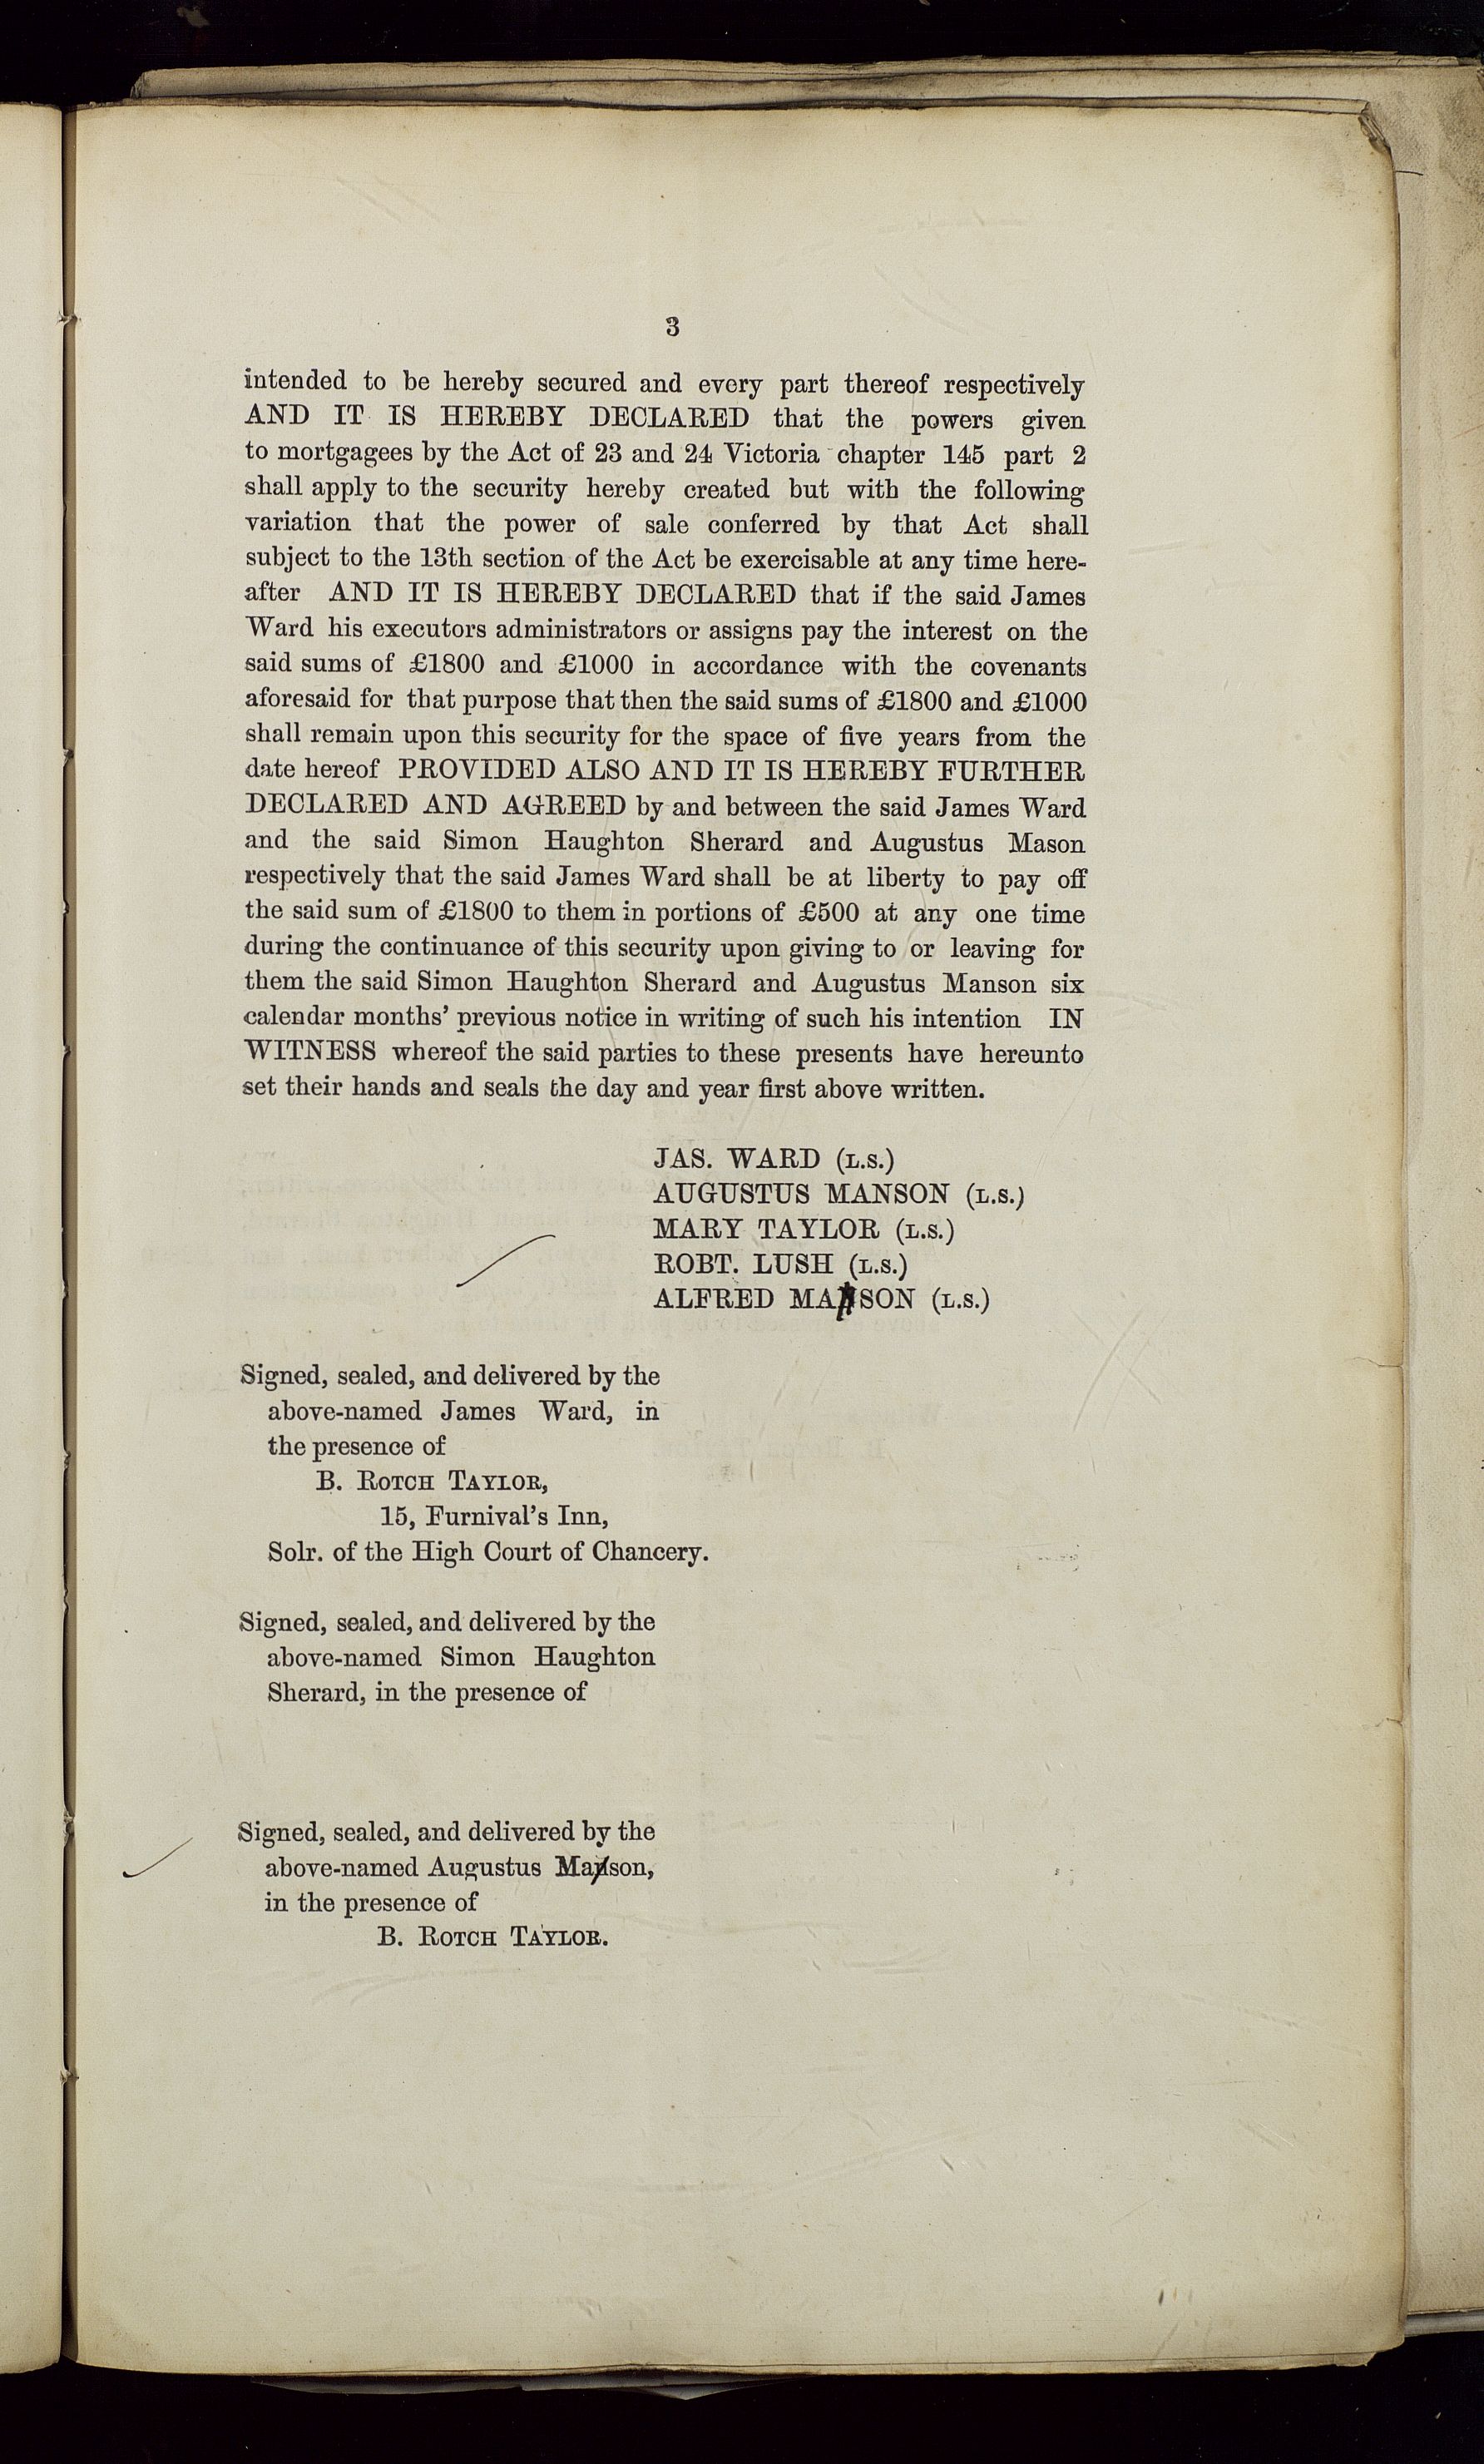 3
intended to be hereby secured and every part thereof respectively
AND IT IS HEREBY DECLARED that the powers given
to mortgagees by the Act of 23 and 24 Victoria chapter 145 part 2
shall apply to the security hereby created but with the following
variation that the power of sale conferred by that Act shall
subject to the 13th section of the Act be exercisable at any time here-
after AND IT IS HEREBY DECLARED that if the said James
Ward his executors administrators or assigns pay the interest on the
said sums of £1800 and £1000 in accordance with the covenants
aforesaid for that purpose that then the said sums of £1800 and £1000
shall remain upon this security for the space of five years from the
date hereof PROVIDED ALSO AND IT IS HEREBY FURTHER
DECLARED AND AGREED by and between the said James Ward
and the said Simon Haughton Sherard and Augustus Mason
respectively that the said James Ward shall be at liberty to pay off
the said sum of £1800 to them in portions of £500 at any one time
during the continuance of this security upon giving to or leaving for
them the said Simon Haughton Sherard and Augustus Manson six
calendar months' previous notice in writing of such his intention IN
WITNESS whereof the said parties to these presents have hereunto
set their hands and seals the day and year first above written.
JAS. WARD (L.S.)
AUGUSTUS MANSON (L.S.)
MARY TAYLOR (L.S.)
ROBT. LUSH (L.S.)
ALFRED MANSON (L.S.)
Signed, sealed, and delivered by the
above-named James Ward, in
the presence of
B. ROTCH TAYLOR,
15, Furnival's Inn,
Solr. of the High Court of Chancery.
Signed, sealed, and delivered by the
above-named Simon Haughton
Sherard, in the presence of
Signed, sealed, and delivered by the
above-named Augustus Manson,
in the presence of
B. ROTCH TAYLOR.